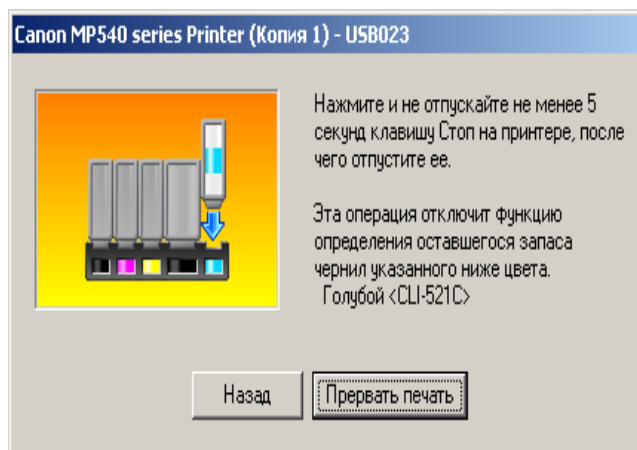 Canon MP540 series Printer (Копия 1) - USB023
Нажмите и не отпускайте не менее 5
секунд клавишу Стоп на принтере, после
чего отпустите ее.
Эта операция отключит функцию
определения оставшегося запаса
чернил указанного ниже цвета.
Голубой <CLI-521C>
Назад
Прервать печать